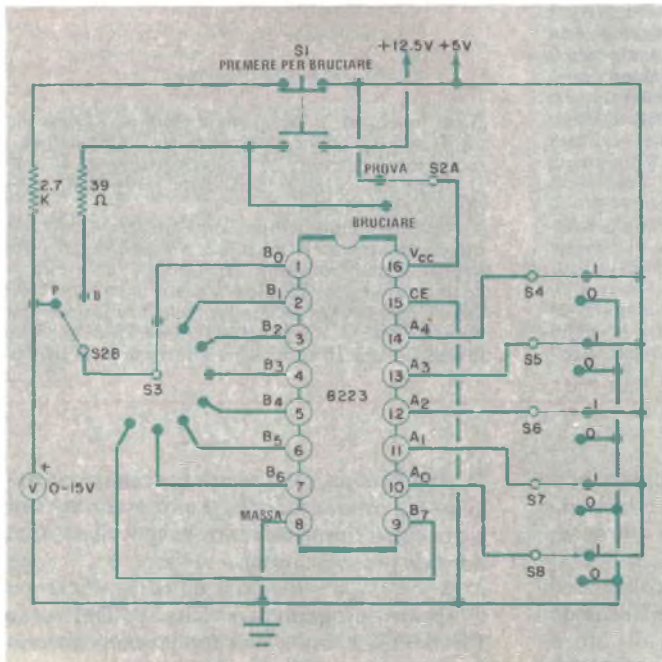 S1
PREMERE PER BRUCIARE
+12.5V +5V
2.7 K
39 Ω
PROVA
S2A
BRUCIARE
P
B
S2B
S3
V
+
0-15V
B0
1
B1
2
B2
3
B3
4
B4
5
B5
6
B6
7
MASSA
8
8223
16
VCC
15
CE
14
A4
13
A3
12
A2
11
A1
10
A0
9
B7
S4
1
0
S5
1
0
S6
1
0
S7
1
0
S8
1
0